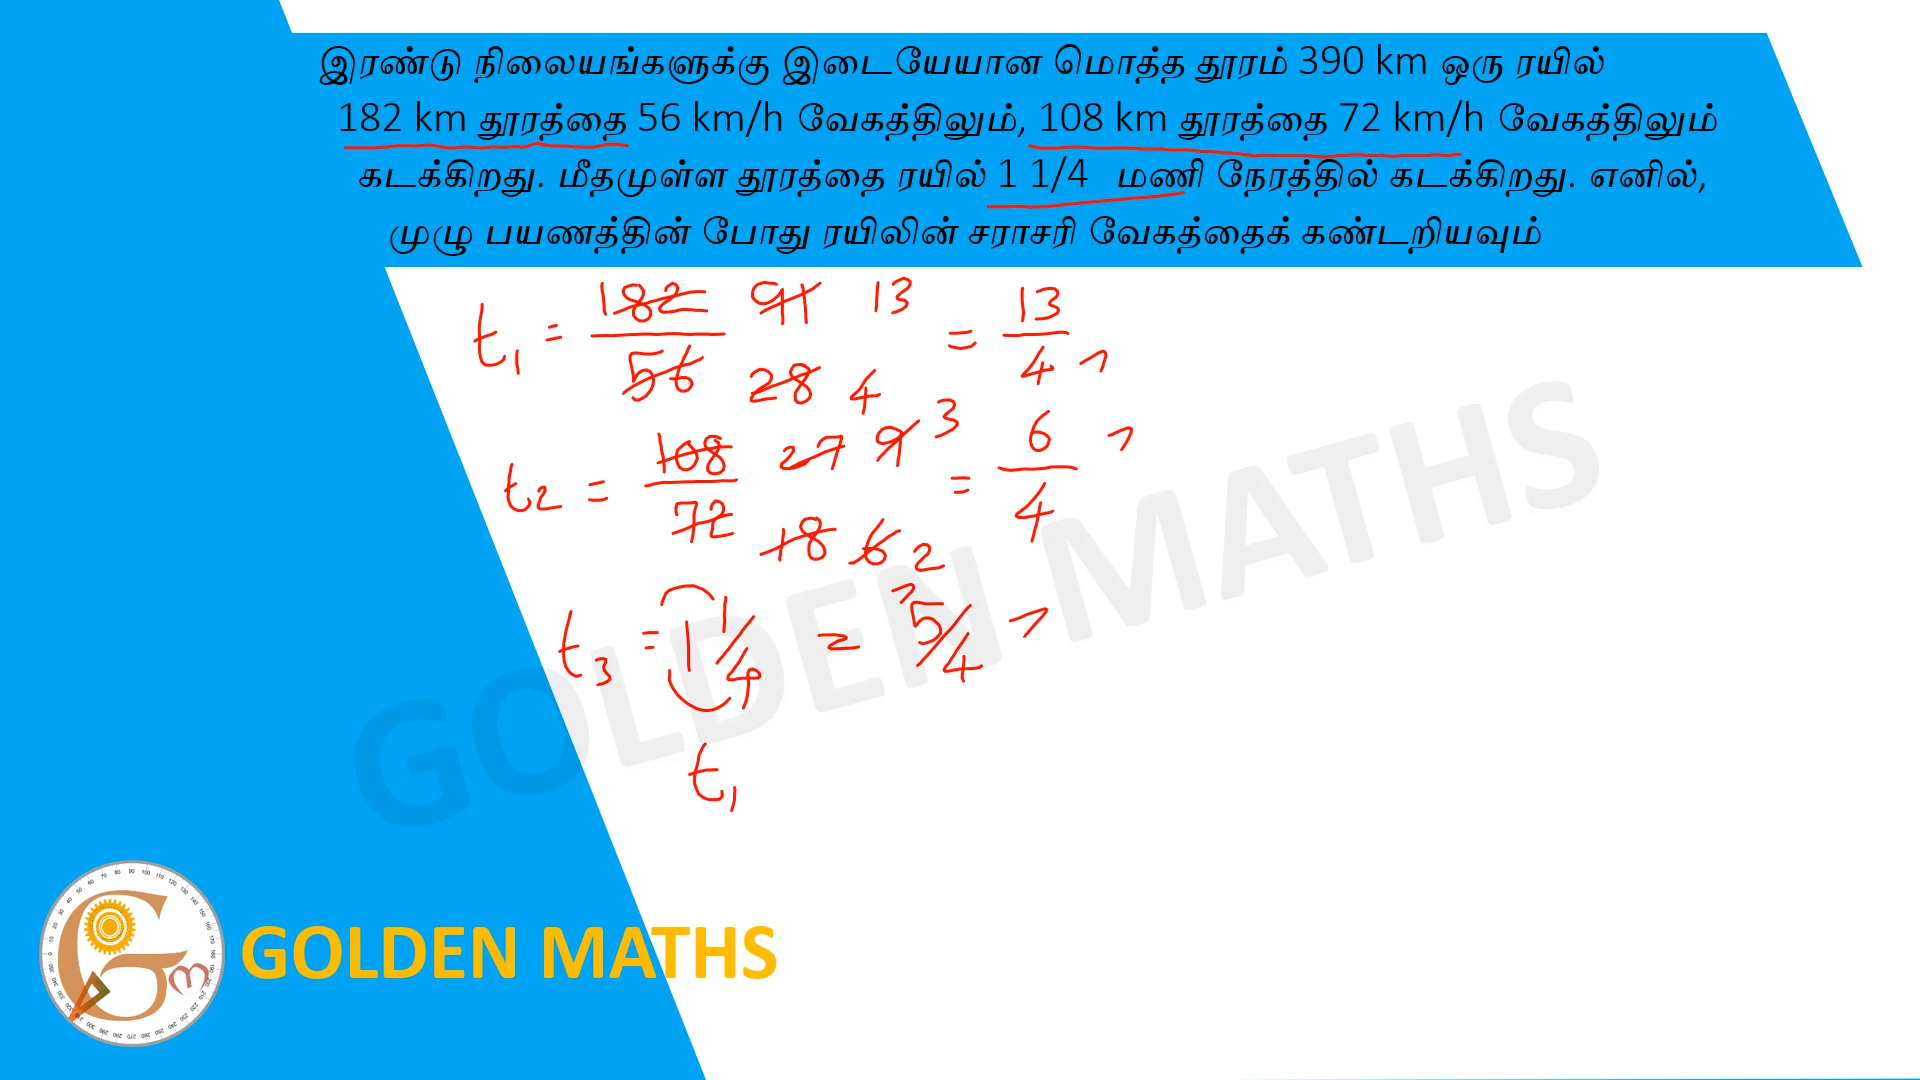 இரண்டு நிலையங்களுக்கு இடையேயான மொத்த தூரம் 390 km ஒரு ரயில்
182 km தூரத்தை 56 km/h வேகத்திலும், 108 km தூரத்தை 72 km/h வேகத்திலும்
கடக்கிறது. மீதமுள்ள தூரத்தை ரயில் 1 1/4 மணி நேரத்தில் கடக்கிறது. எனில்,
முழு பயணத்தின் போது ரயிலின் சராசரி வேகத்தைக் கண்டறியவும்
t1 = 182/56 91/28 13/4 = 13/4
t2 = 108/72 27/18 9/6 3/2 = 6/4
t3 = 1 1/4 = 5/4
t1
GOLDEN MATHS
GOLDEN MATHS